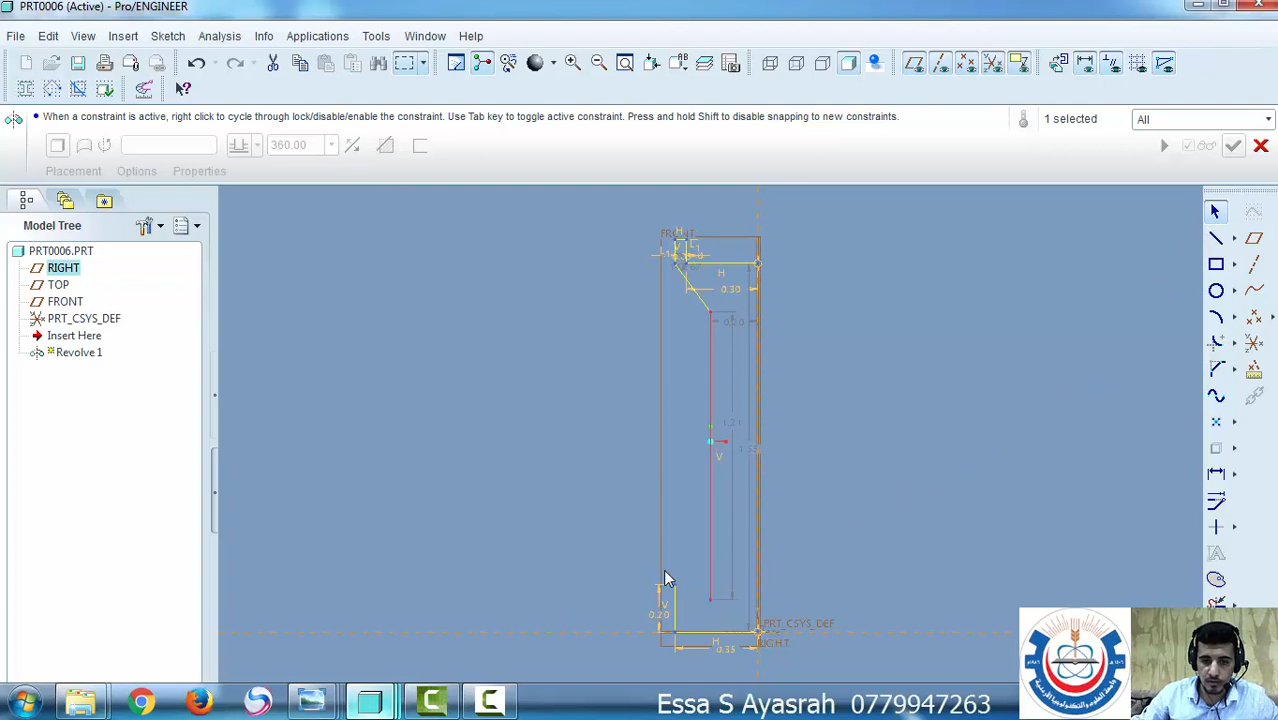 PRT0006 (Active) - Pro/ENGINEER
File Edit View Insert Sketch Analysis Info Applications Tools Window Help
When a constraint is active, right click to cycle through lock/disable/enable the constraint. Use Tab key to toggle active constraint. Press and hold Shift to disable snapping to new constraints.
1 selected
All
360.00
Placement Options Properties
Model Tree
PRT0006.PRT
RIGHT
TOP
FRONT
PRT_CSYS_DEF
Insert Here
Revolve 1
FRONT
H
V
H
0.30
V
V
0.20
PRT_CSYS_DEF
RIGHT
H
0.35
Essa S Ayasrah 0779947263